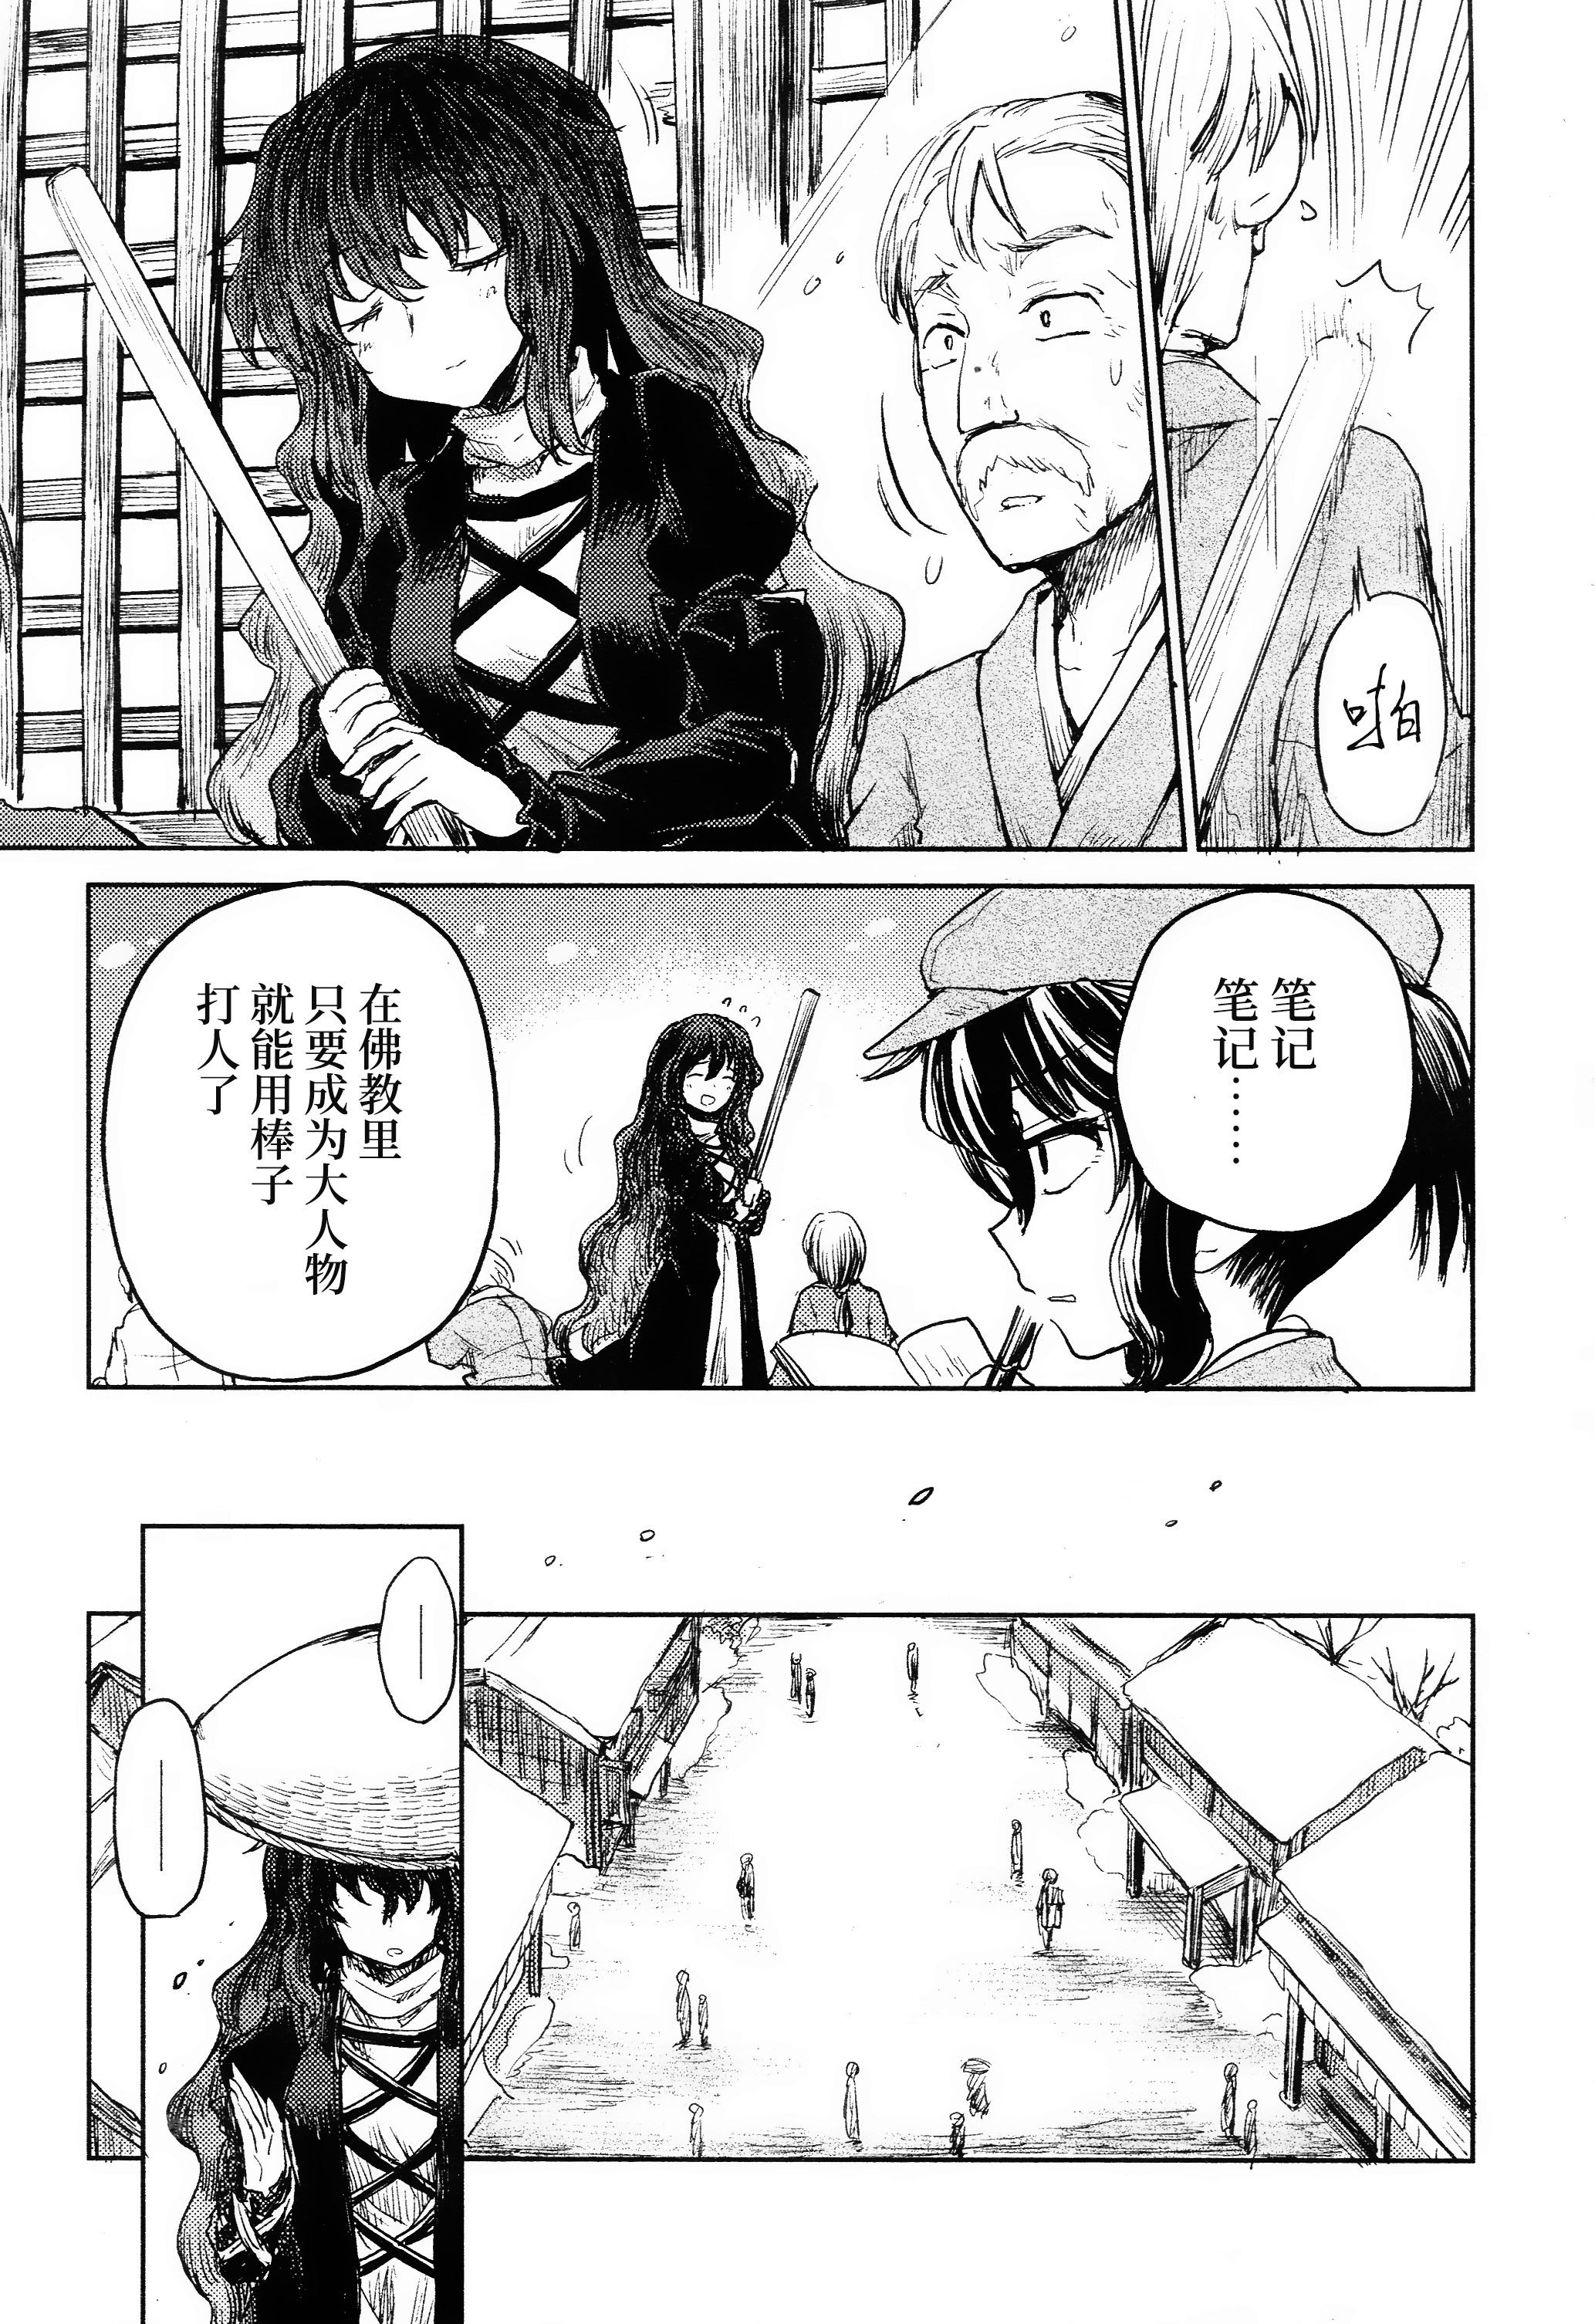 啪
笔记
笔记……
在佛教里
只要成为大人物
就能用棒子
打人了